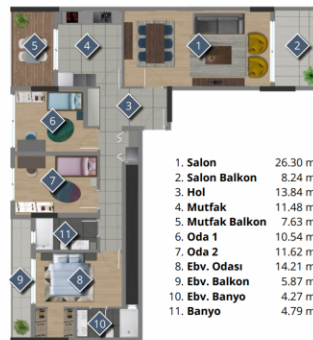 5
4
1
2
3
6
7
11
9
8
10
1. Salon 26.30 m
2. Salon Balkon 8.24 m
3. Hol 13.84 m
4. Mutfak 11.48 m
5. Mutfak Balkon 7.63 m
6. Oda 1 10.54 m
7. Oda 2 11.62 m
8. Ebv. Odası 14.21 m
9. Ebv. Balkon 5.87 m
10. Ebv. Banyo 4.27 m
11. Banyo 4.79 m